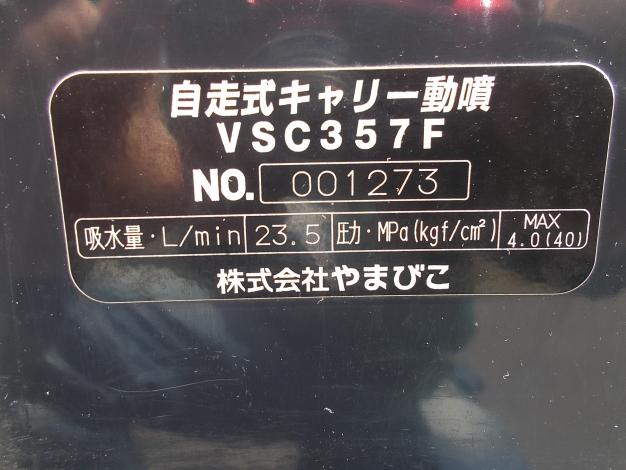 自走式キャリー動噴
VSC357F
NO. 001273
吸水量・L/min 23.5 圧力・MPa(kgf/cm²) MAX 4.0(40)
株式会社やまびこ